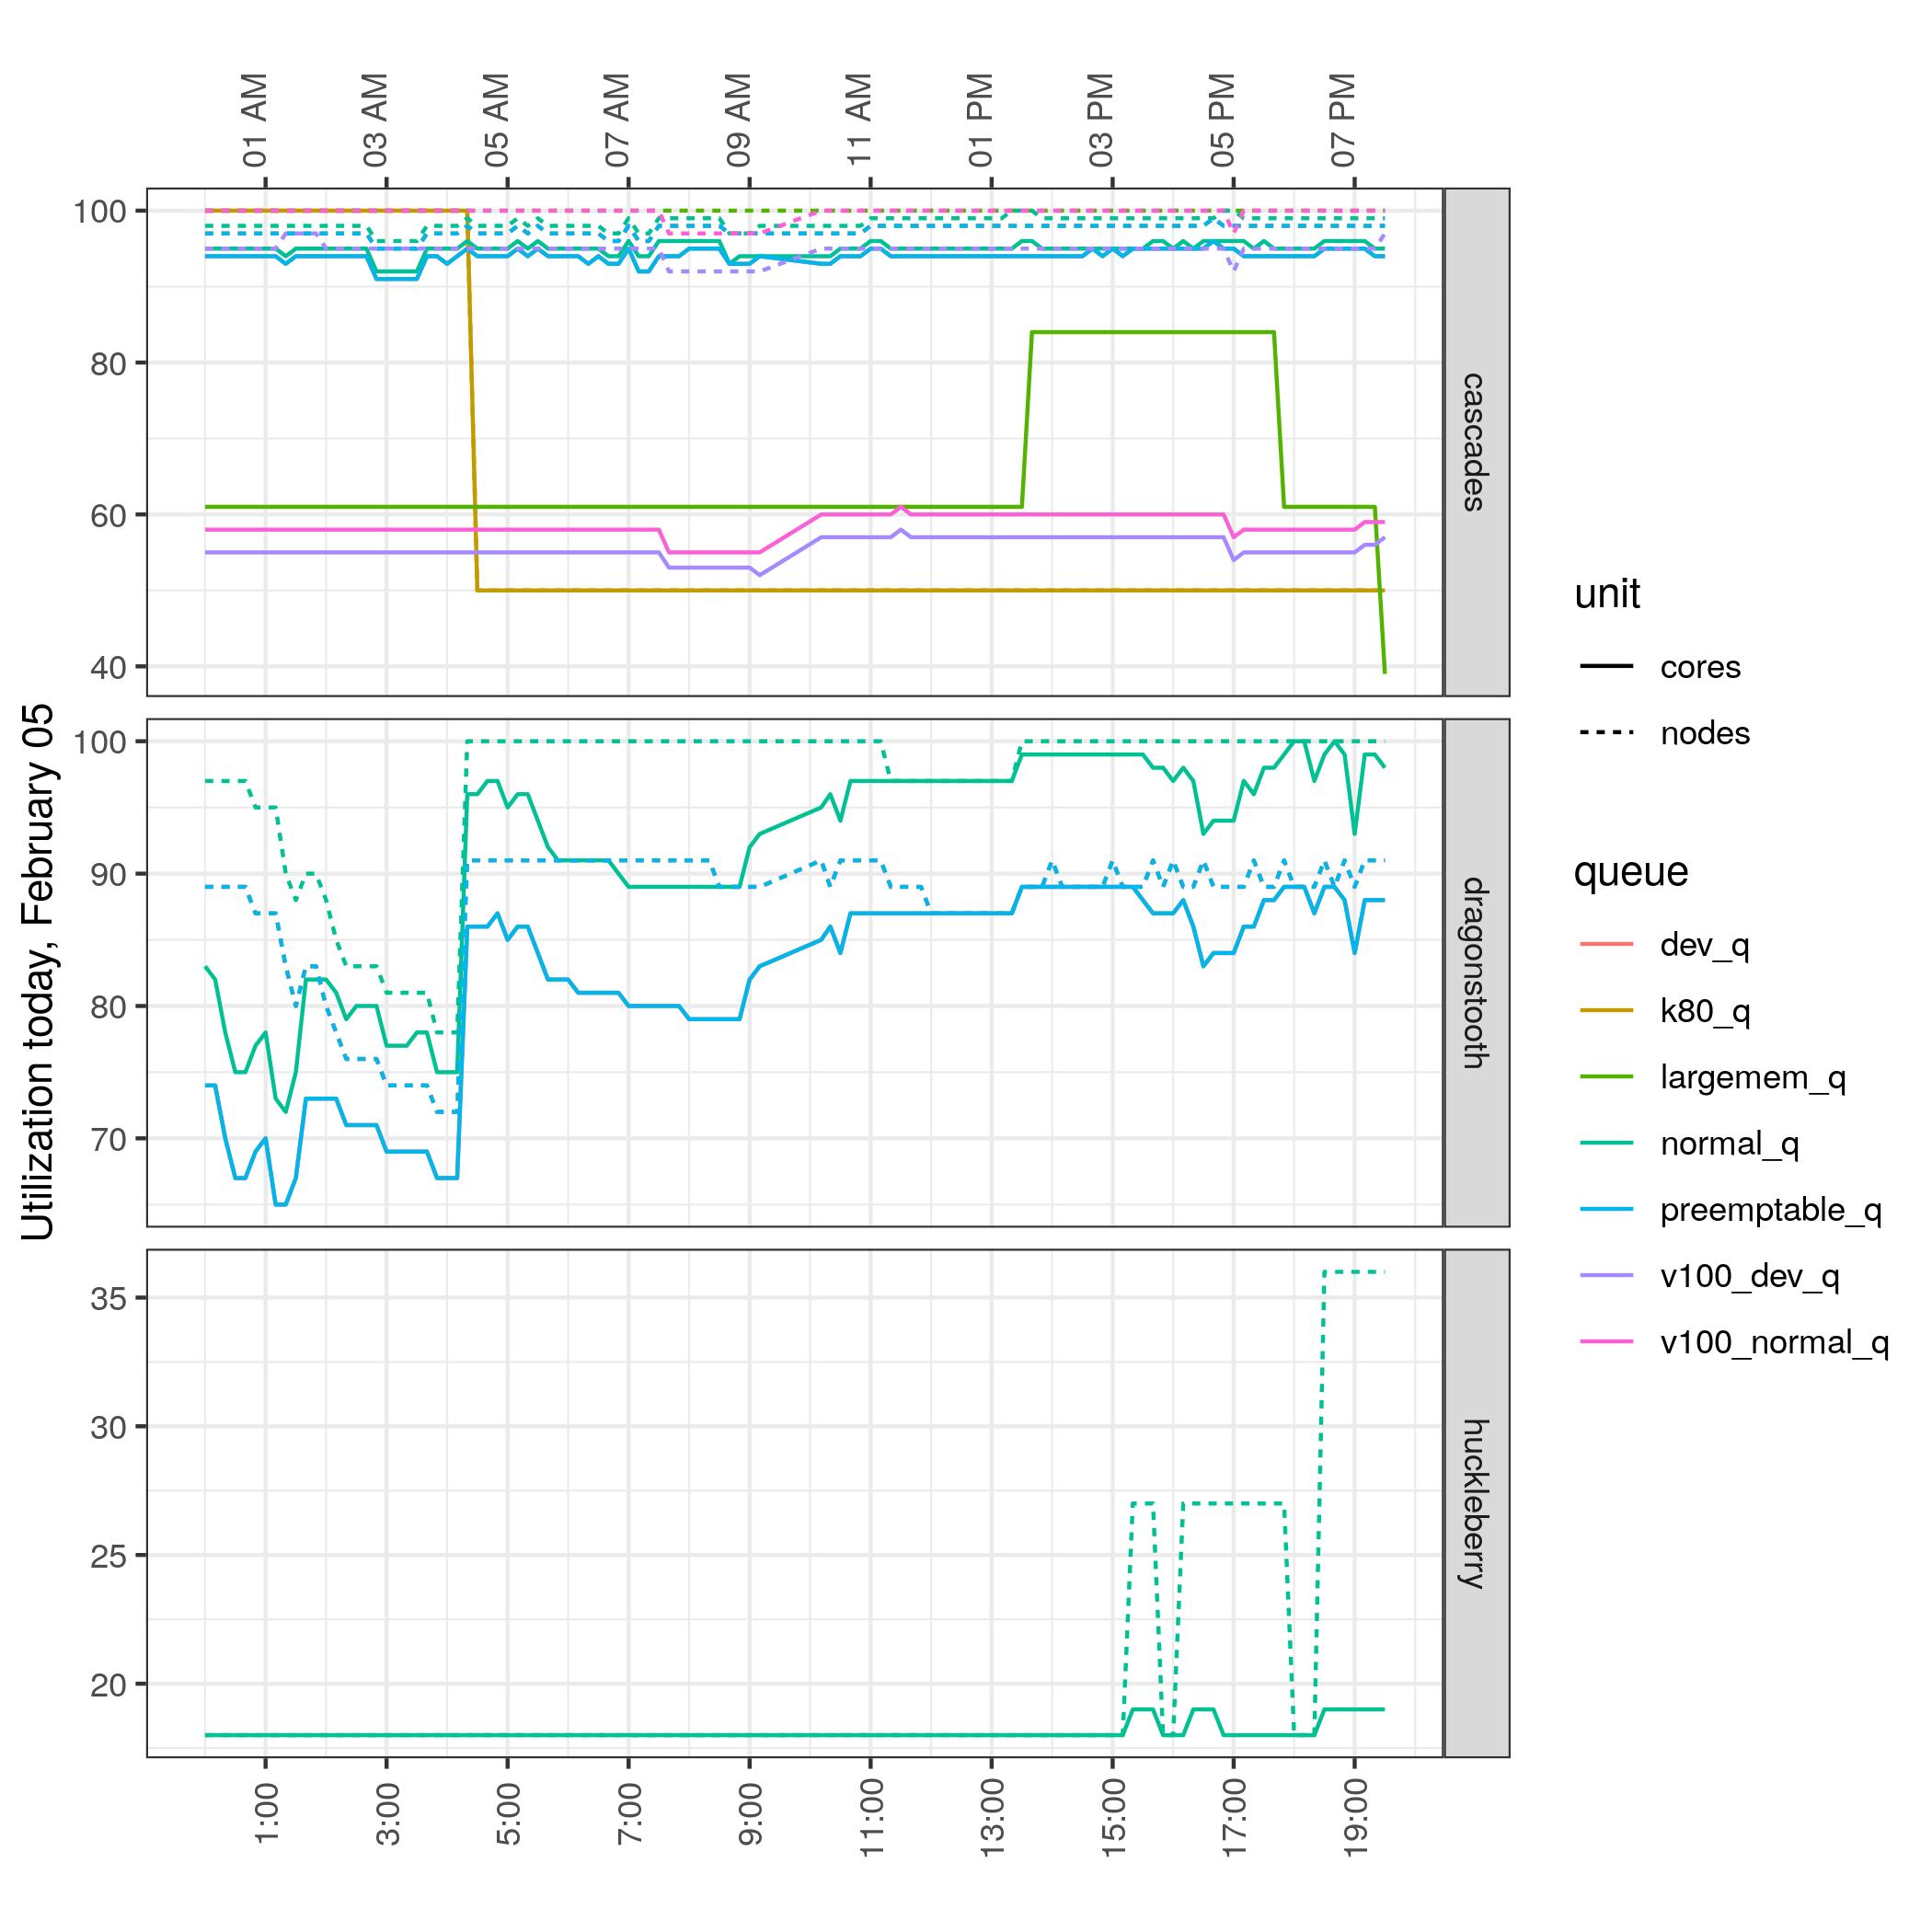 01 AM
03 AM
05 AM
07 AM
09 AM
11 AM
01 PM
03 PM
05 PM
07 PM
Utilization today, February 05
100
80
60
40
cascades
100
90
80
70
dragonstooth
35
30
25
20
huckleberry
1:00
3:00
5:00
7:00
9:00
11:00
13:00
15:00
17:00
19:00
unit
cores
nodes
queue
dev_q
k80_q
largemem_q
normal_q
preemptable_q
v100_dev_q
v100_normal_q